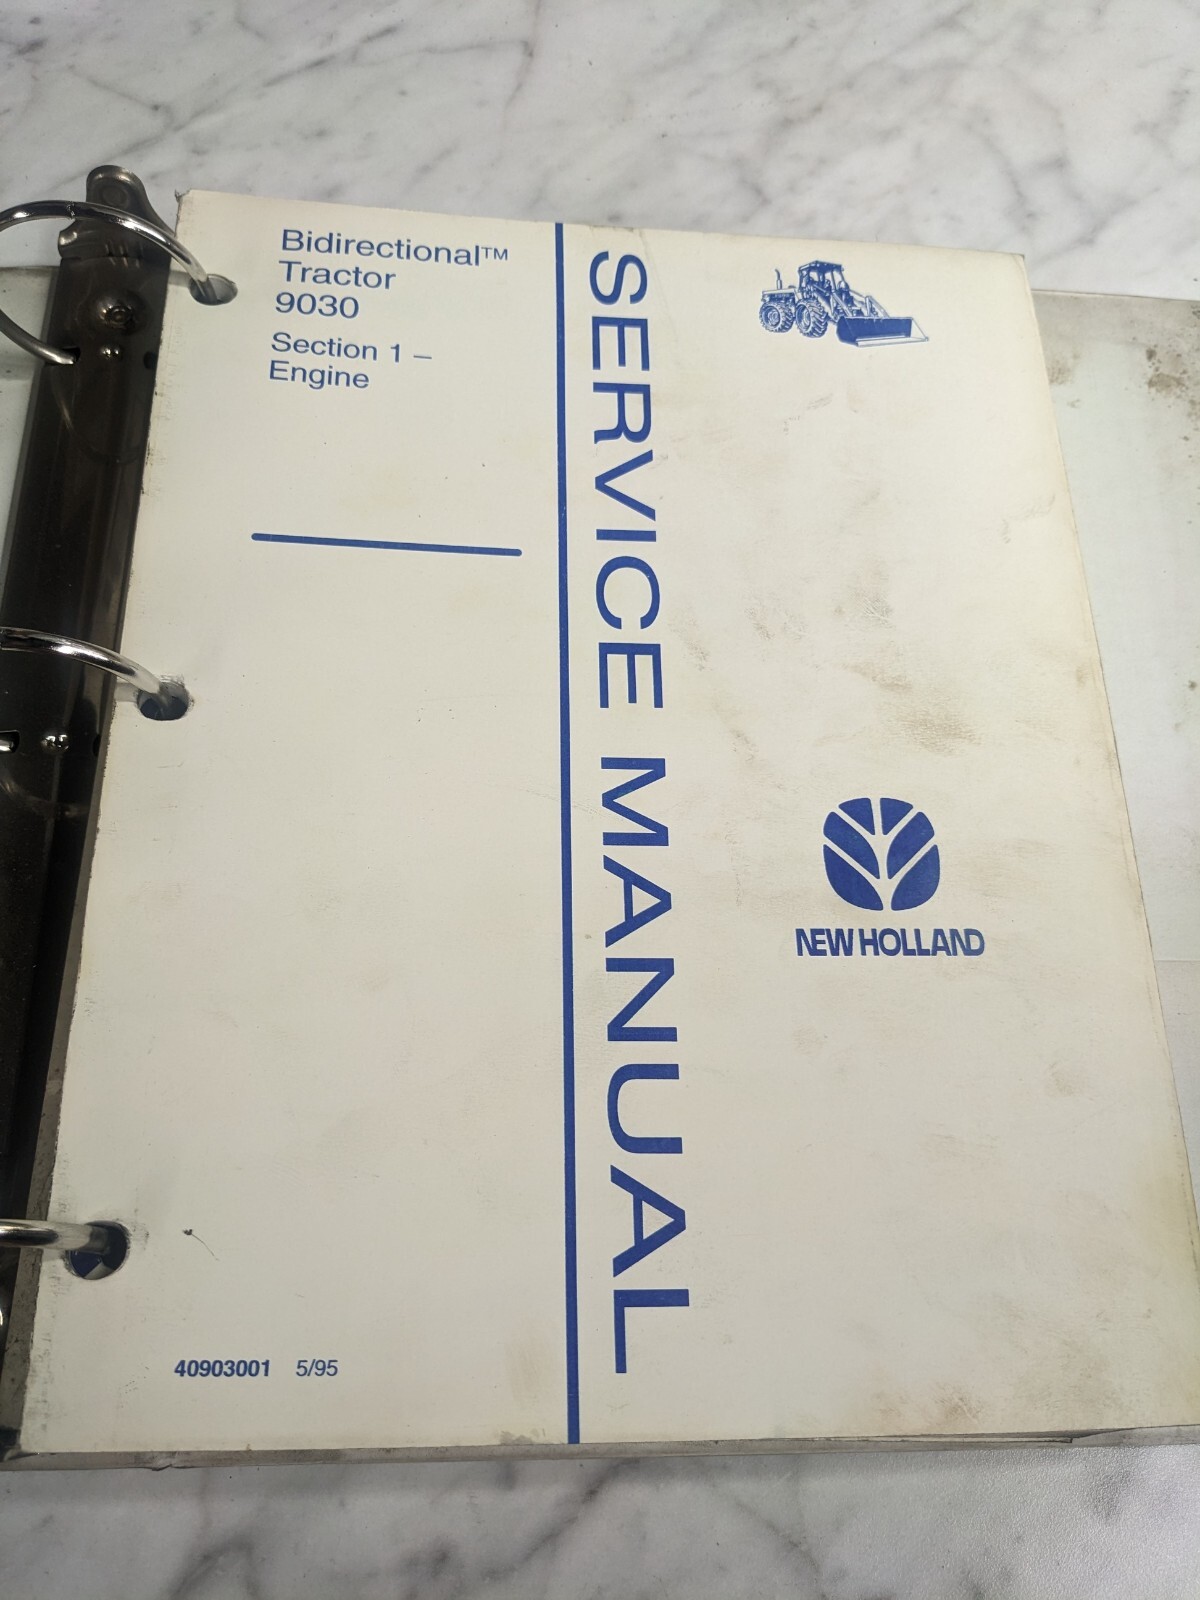 Bidirectional™
Tractor
9030
Section 1 –
Engine
SERVICE MANUAL
NEW HOLLAND
40903001 5/95